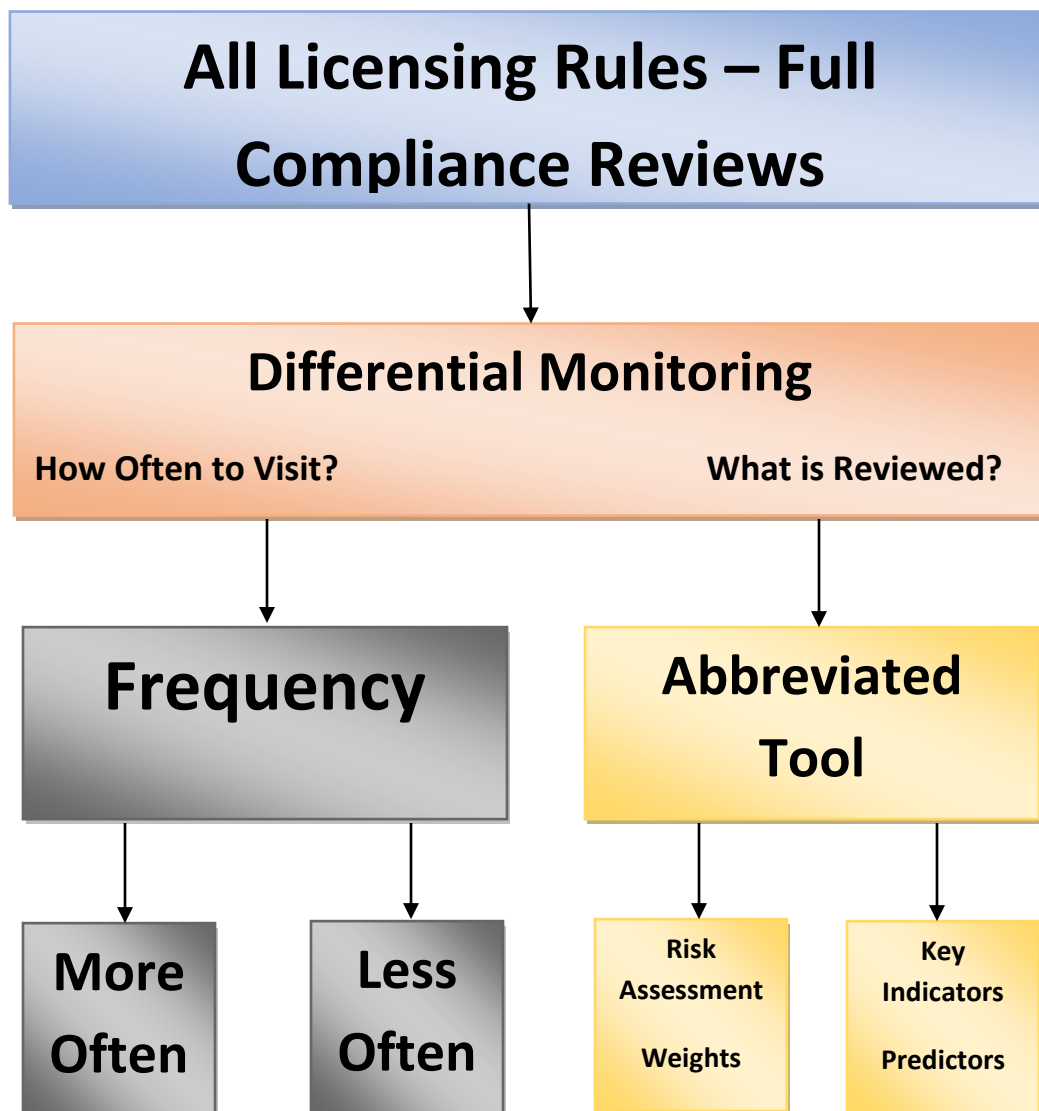 All Licensing Rules – Full
Compliance Reviews
Differential Monitoring
How Often to Visit?
What is Reviewed?
Frequency
Abbreviated
Tool
More
Often
Less
Often
Risk
Assessment
Weights
Key
Indicators
Predictors